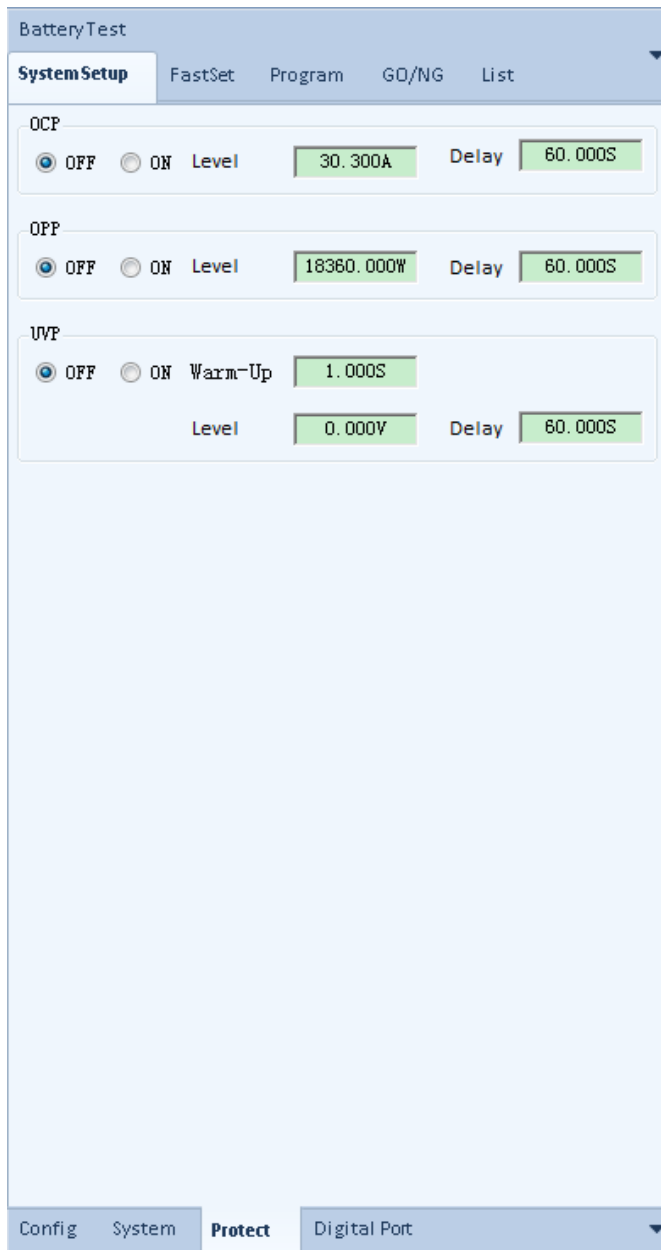 BatteryTest
SystemSetup FastSet Program GO/NG List
OCP
OFF ON Level 30.300A Delay 60.000S
OPP
OFF ON Level 18360.000W Delay 60.000S
UVP
OFF ON Warm-Up 1.000S
Level 0.000V Delay 60.000S
Config System Protect Digital Port